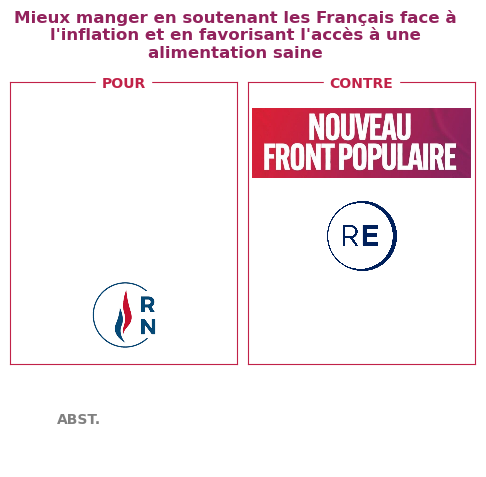 Mieux manger en soutenant les Français face à
l'inflation et en favorisant l'accès à une
alimentation saine
POUR
CONTRE
NOUVEAU
FRONT POPULAIRE
RE
R
N
ABST.